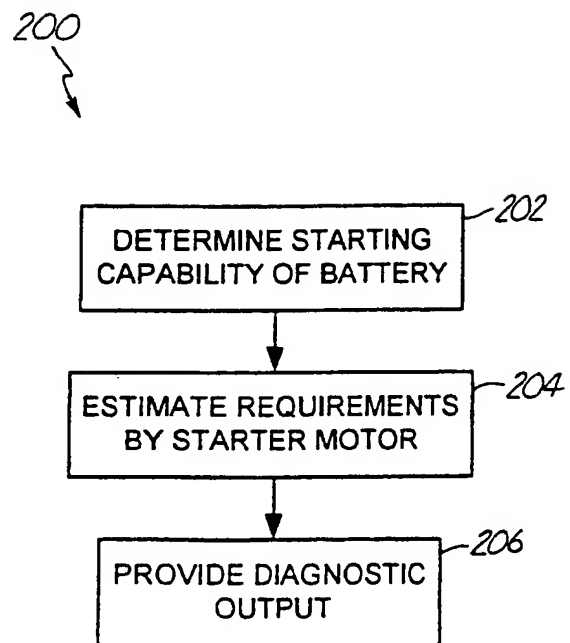 200
202
DETERMINE STARTING
CAPABILITY OF BATTERY
204
ESTIMATE REQUIREMENTS
BY STARTER MOTOR
206
PROVIDE DIAGNOSTIC
OUTPUT